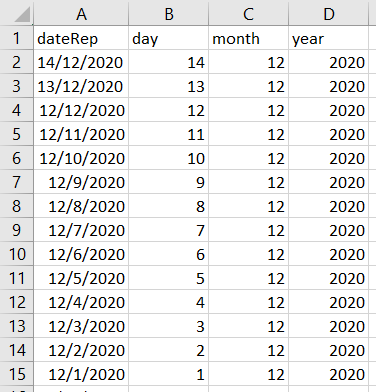 A B C D
1 dateRep day month year
2 14/12/2020 14 12 2020
3 13/12/2020 13 12 2020
4 12/12/2020 12 12 2020
5 12/11/2020 11 12 2020
6 12/10/2020 10 12 2020
7 12/9/2020 9 12 2020
8 12/8/2020 8 12 2020
9 12/7/2020 7 12 2020
10 12/6/2020 6 12 2020
11 12/5/2020 5 12 2020
12 12/4/2020 4 12 2020
13 12/3/2020 3 12 2020
14 12/2/2020 2 12 2020
15 12/1/2020 1 12 2020